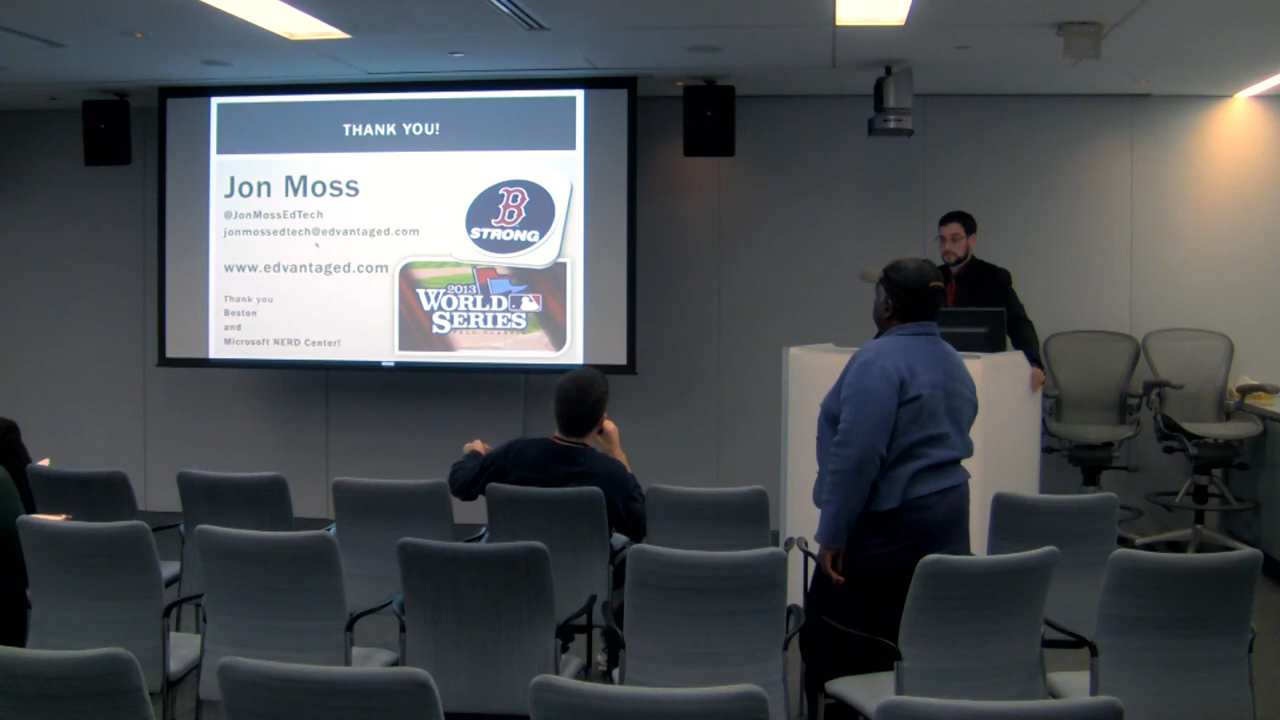 THANK YOU!
Jon Moss
@JonMossEdTech
jonmossedtech@edvantaged.com
www.edvantaged.com
Thank you
Boston
and
Microsoft NERD Center!
B
STRONG
2013
WORLD
SERIES